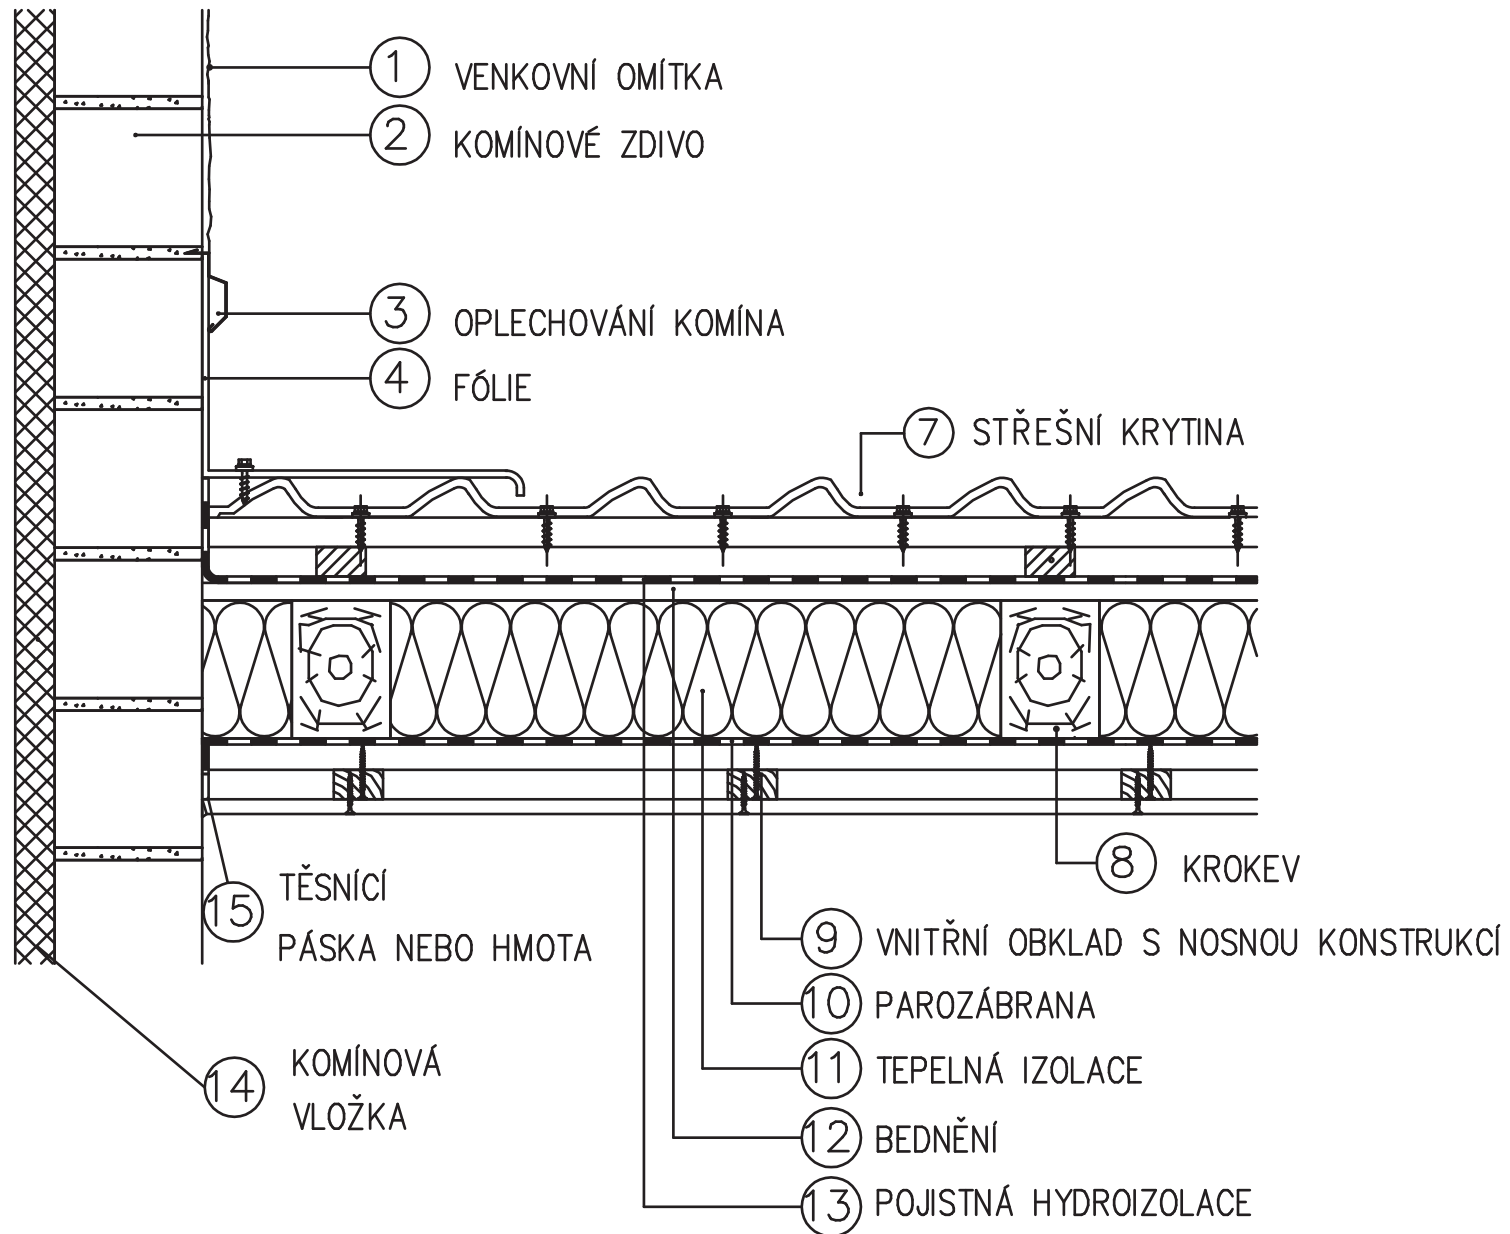 1 VENKOVNÍ OMÍTKA
2 KOMÍNOVÉ ZDIVO
3 OPLECHOVÁNÍ KOMÍNA
4 FÓLIE
7 STŘEŠNÍ KRYTINA
8 KROKEV
15 TĚSNÍCÍ
PÁSKA NEBO HMOTA
9 VNITŘNÍ OBKLAD S NOSNOU KONSTRUKCÍ
10 PAROZÁBRANA
11 TEPELNÁ IZOLACE
14 KOMÍNOVÁ
VLOŽKA
12 BEDNĚNÍ
13 POJISTNÁ HYDROIZOLACE